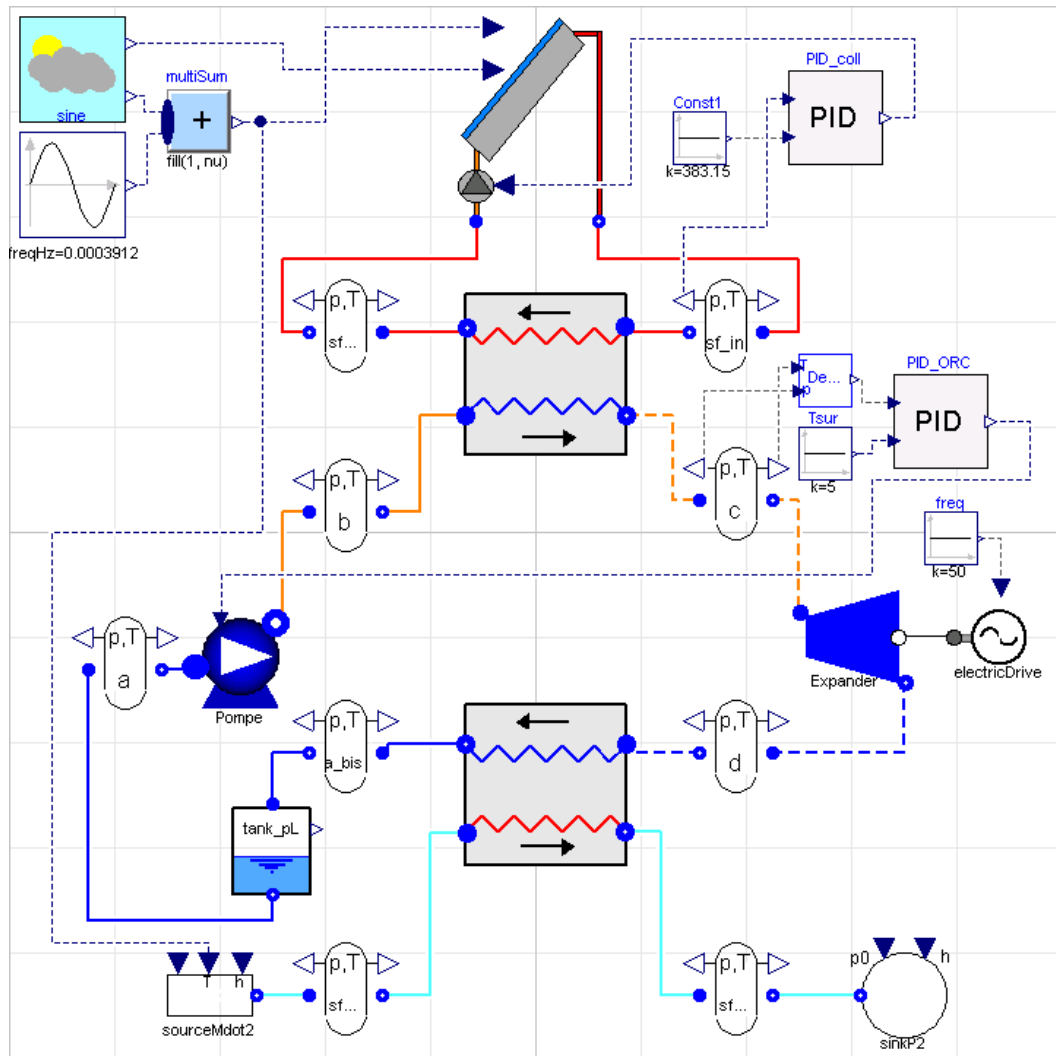 PID_coll
multiSum
Const1
PID
sine
+
fill(1, nu)
k=383.15
freqHz=0.0003912
p,T
sf...
p,T
sf_in
PID_ORC
T
De...
p
Tsur
PID
k=5
p,T
b
p,T
c
freq
k=50
p,T
a
Pompe
Expander
electricDrive
p,T
a_bis
p,T
d
tank_pL
p,T
sf...
p,T
sf...
p0
h
T
h
sourceMdot2
sinkP2